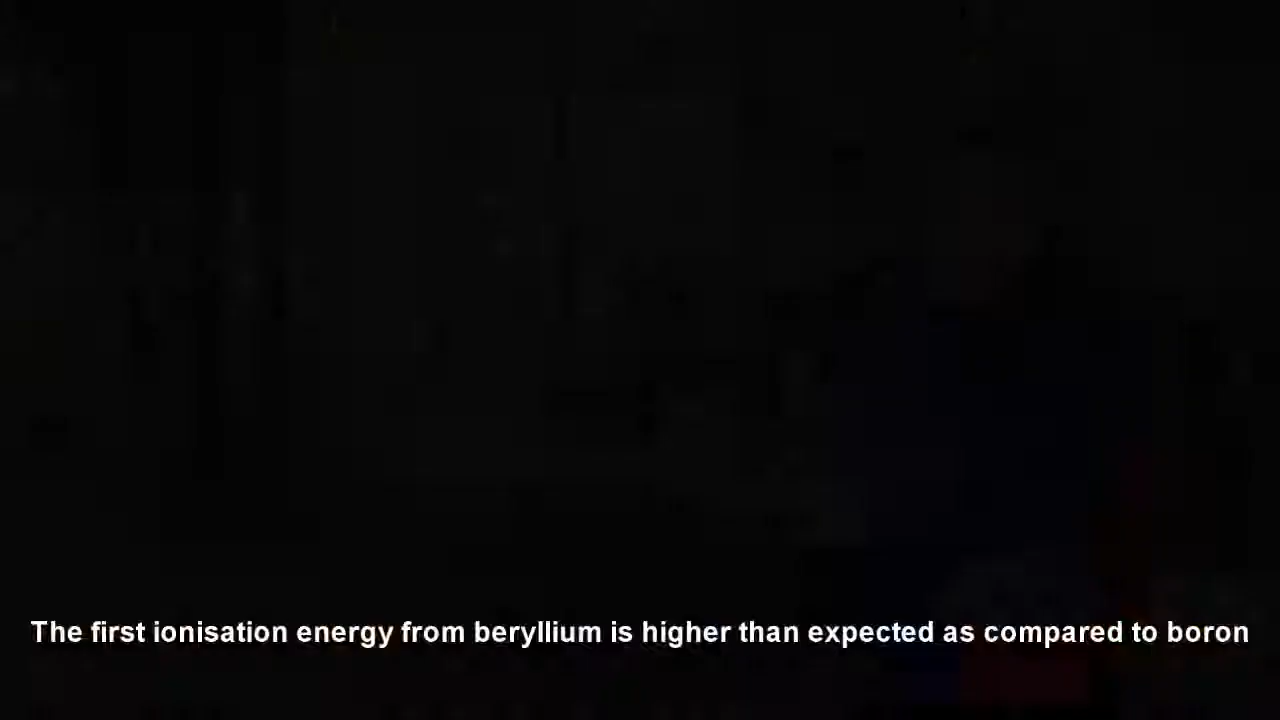 The first ionisation energy from beryllium is higher than expected as compared to boron